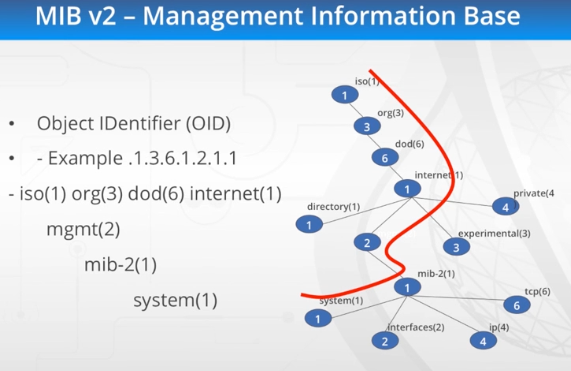 MIB v2 – Management Information Base
• Object IDentifier (OID)
• - Example .1.3.6.1.2.1.1
- iso(1) org(3) dod(6) internet(1)
mgmt(2)
mib-2(1)
system(1)
iso(1)
1
org(3)
3
dod(6)
6
internet(1)
1
directory(1)
1
private(4
4
2
experimental(3)
3
mib-2(1)
1
system(1)
1
tcp(6)
6
interfaces(2)
2
ip(4)
4